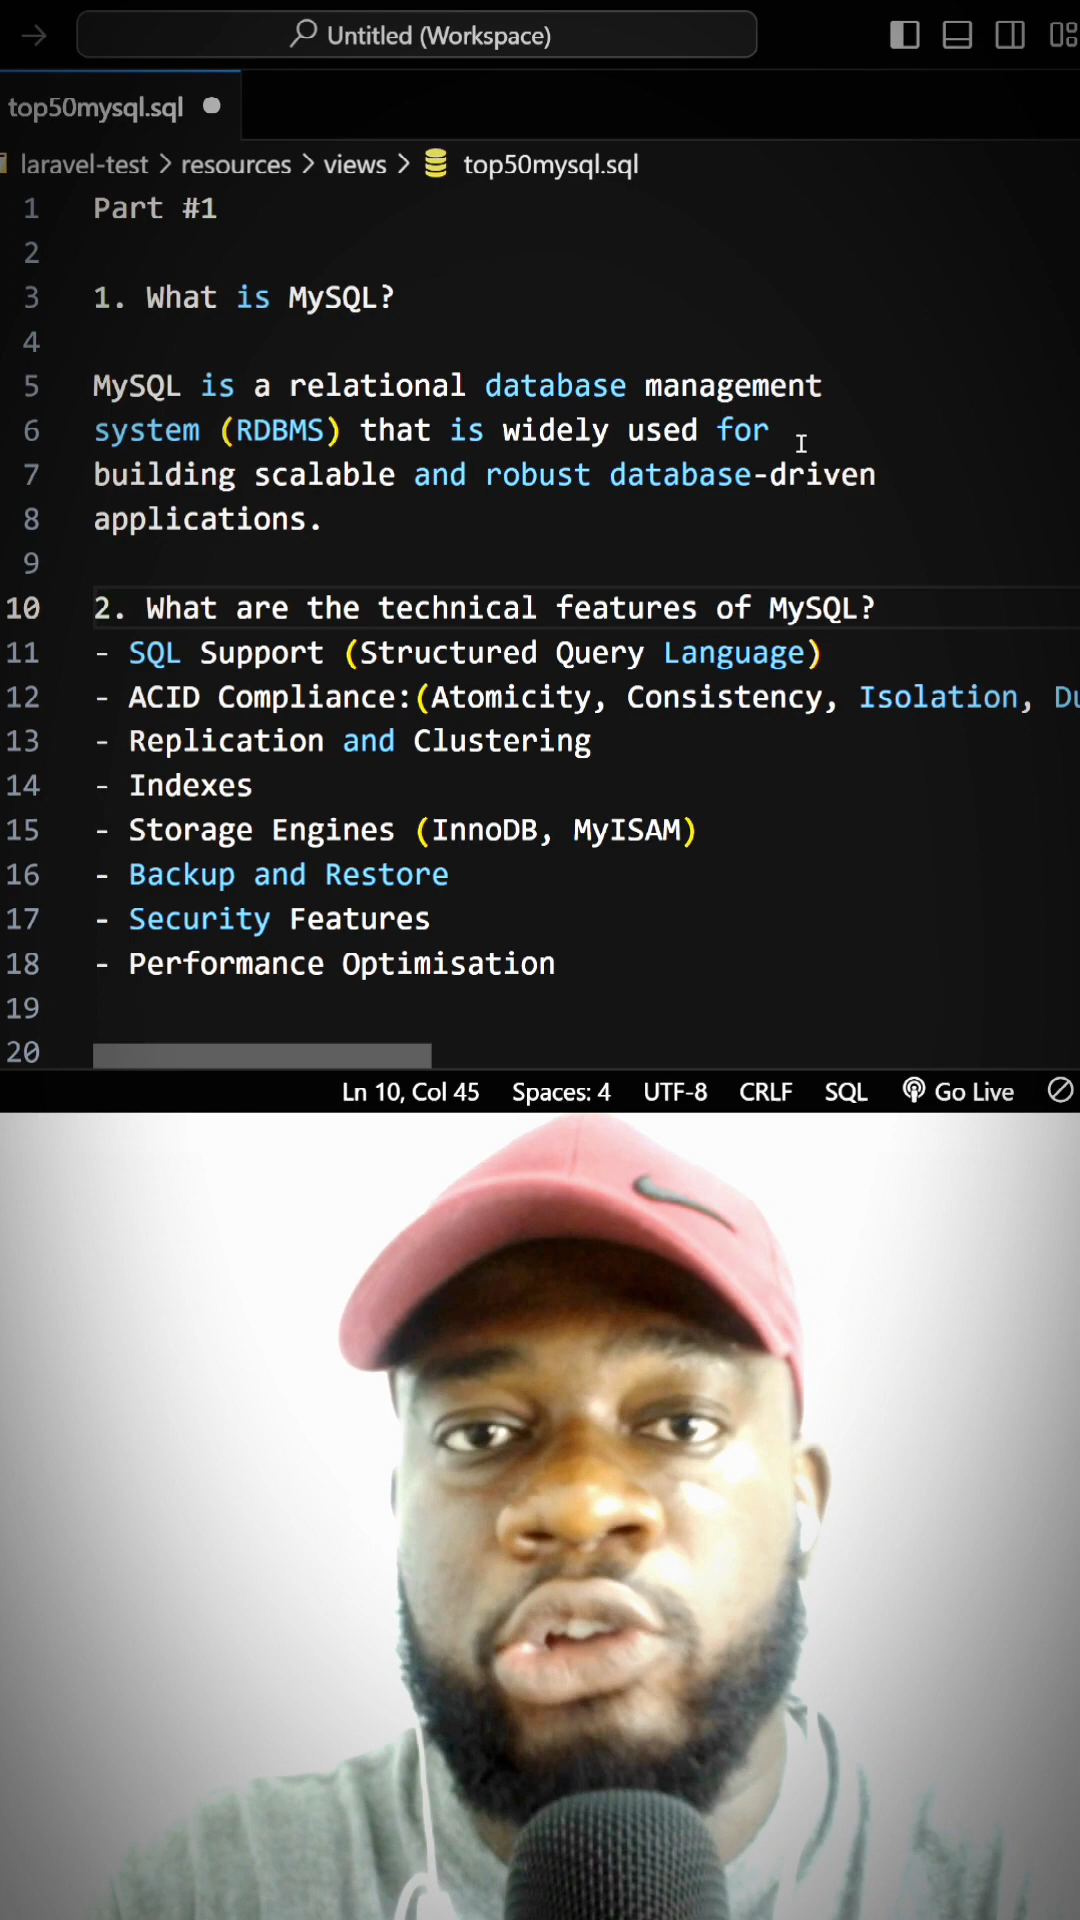 Untitled (Workspace)
top50mysql.sql
laravel-test > resources > views > top50mysql.sql
1 Part #1
2
3 1. What is MySQL?
4
5 MySQL is a relational database management
6 system (RDBMS) that is widely used for
7 building scalable and robust database-driven
8 applications.
9
10 2. What are the technical features of MySQL?
11 - SQL Support (Structured Query Language)
12 - ACID Compliance:(Atomicity, Consistency, Isolation, Du
13 - Replication and Clustering
14 - Indexes
15 - Storage Engines (InnoDB, MyISAM)
16 - Backup and Restore
17 - Security Features
18 - Performance Optimisation
19
20
Ln 10, Col 45 Spaces: 4 UTF-8 CRLF SQL Go Live